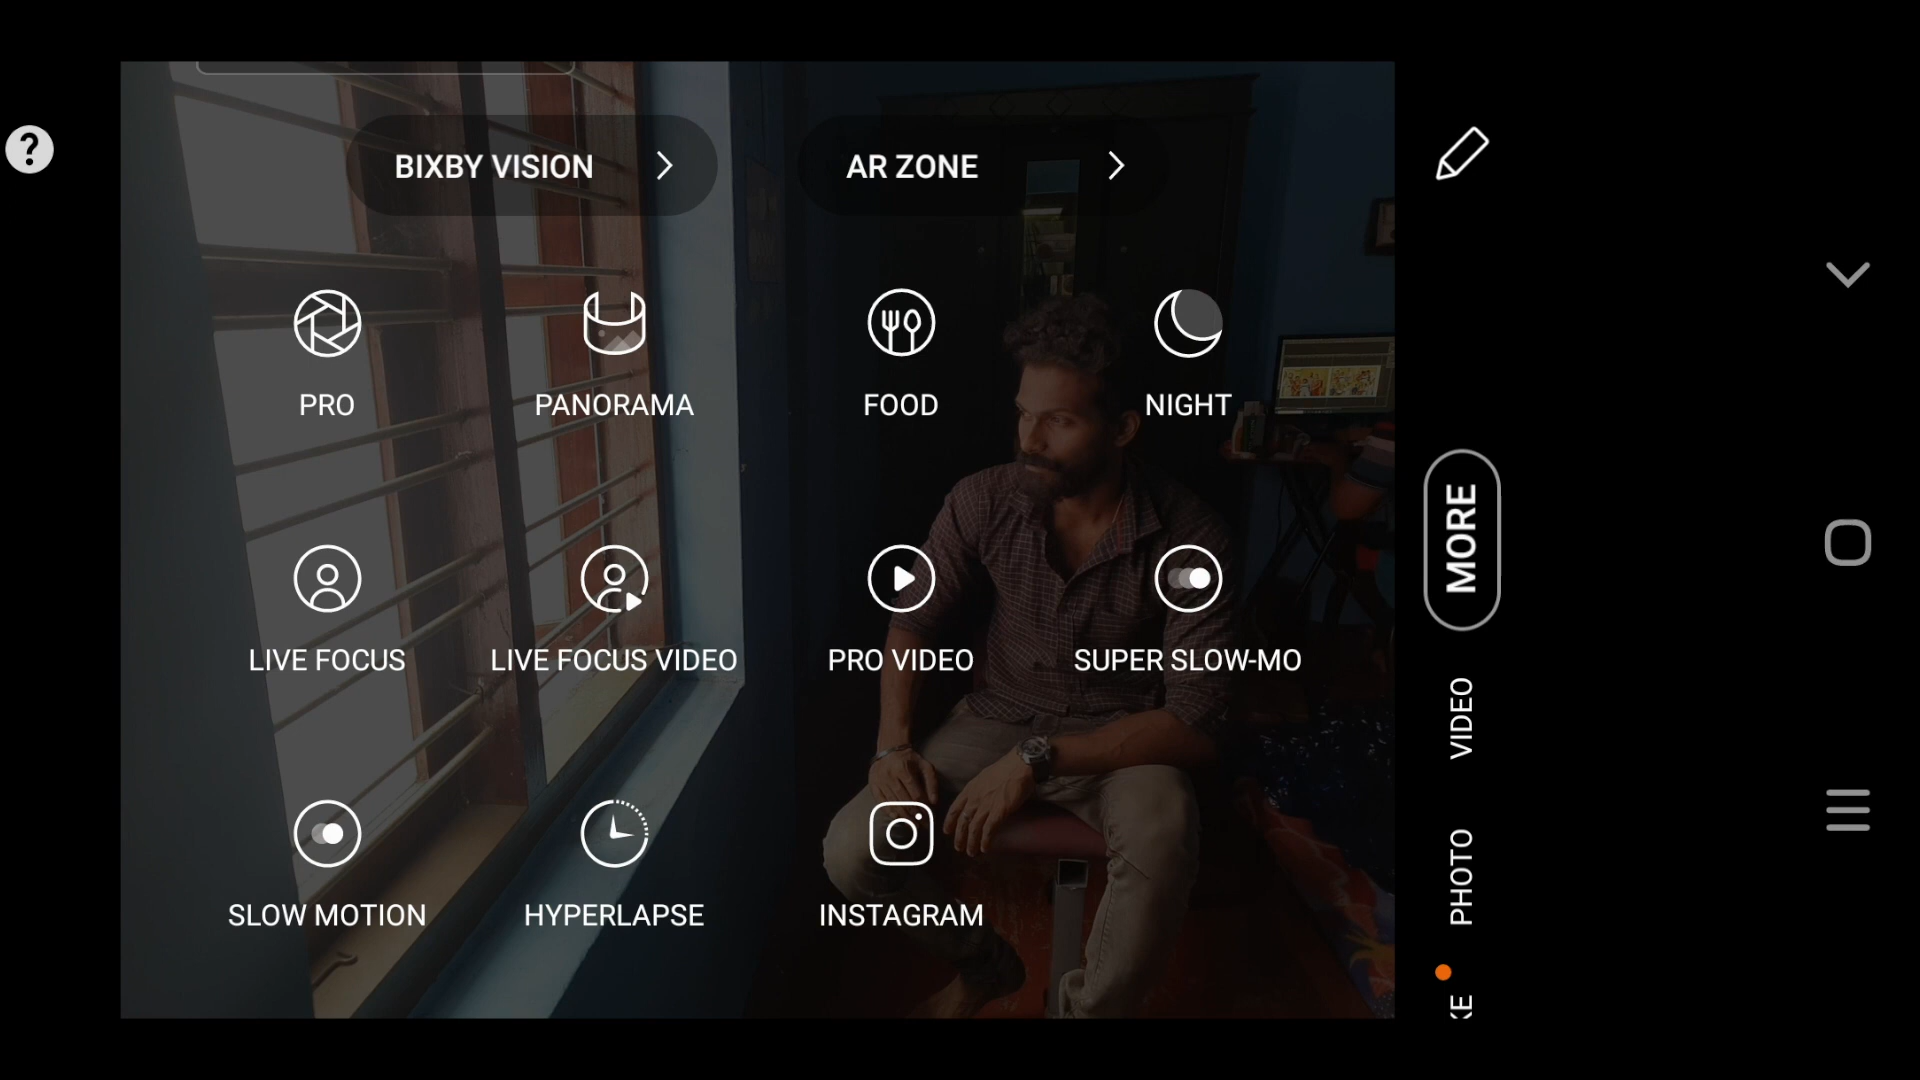 BIXBY VISION
AR ZONE
PRO
PANORAMA
FOOD
NIGHT
LIVE FOCUS
LIVE FOCUS VIDEO
PRO VIDEO
SUPER SLOW-MO
SLOW MOTION
HYPERLAPSE
INSTAGRAM
MORE
VIDEO
PHOTO